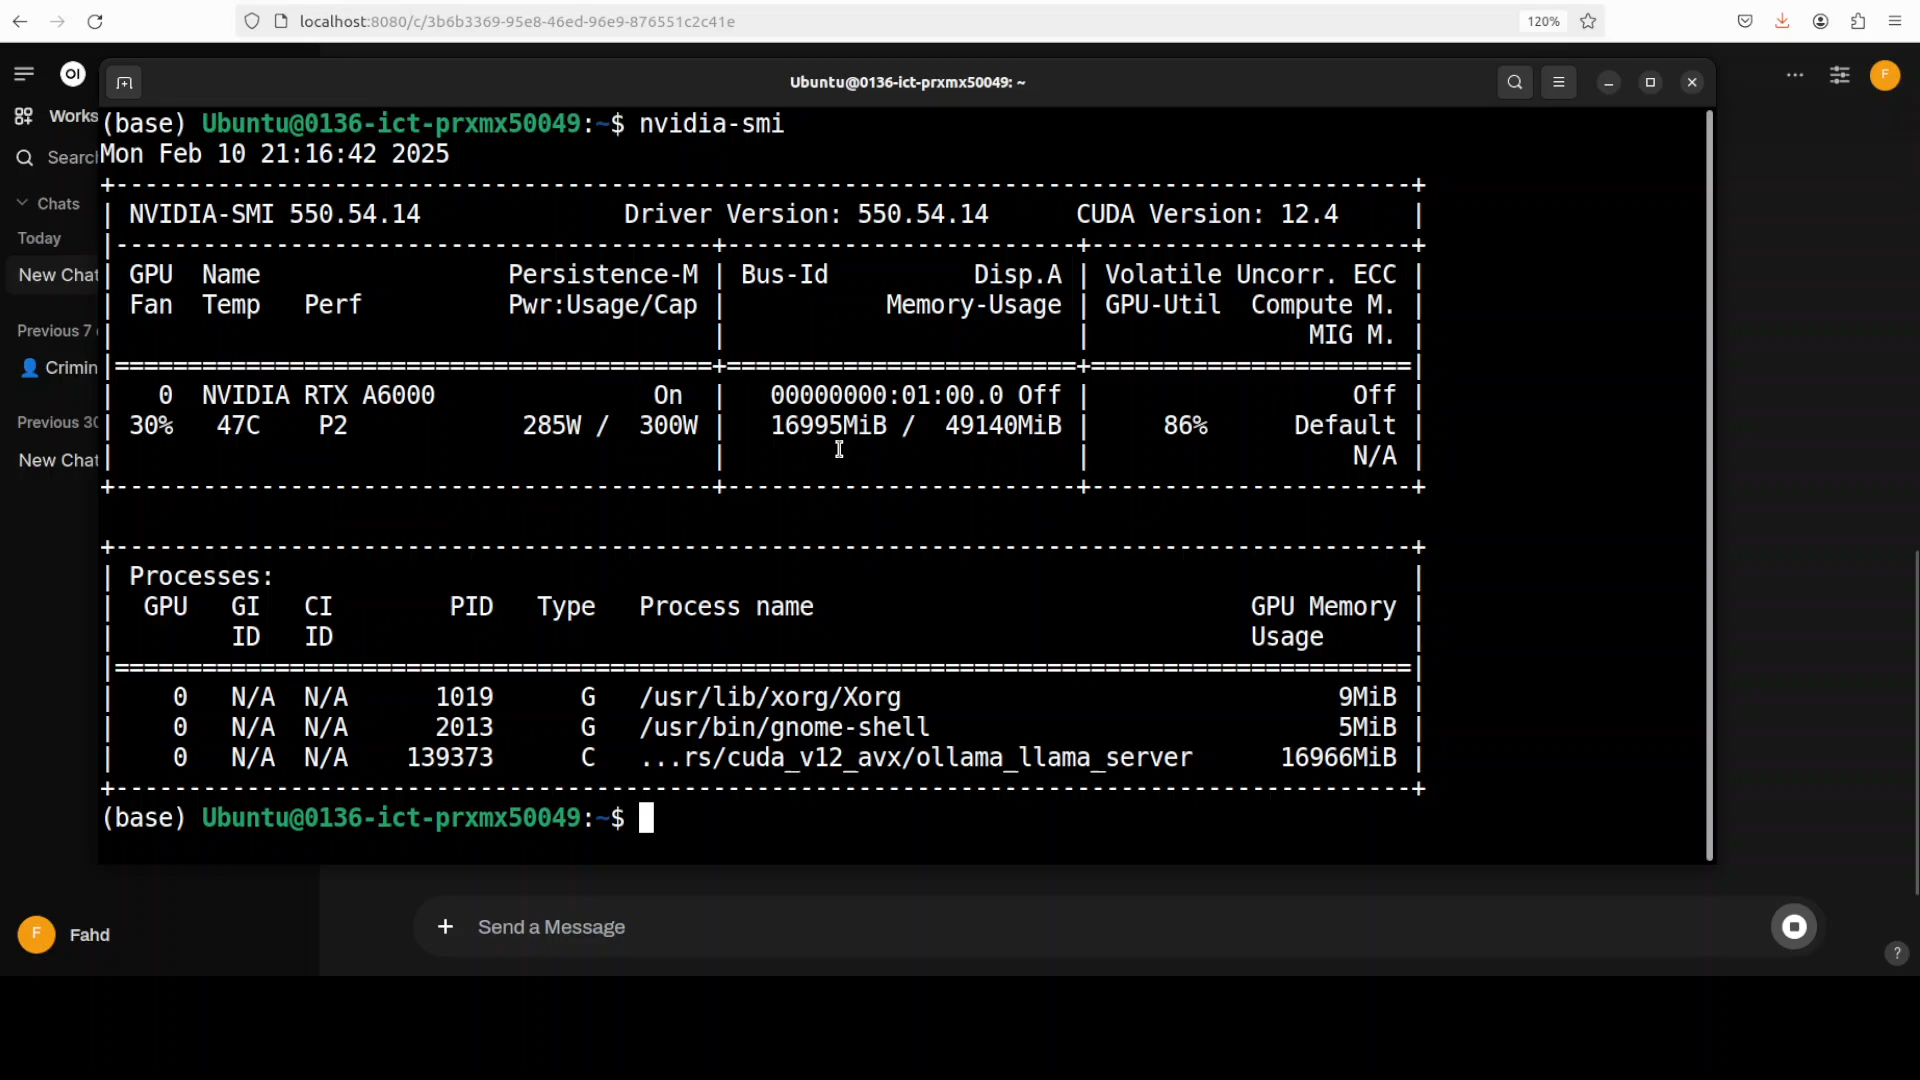 localhost:8080/c/3b6b3369-95e8-46ed-96e9-876551c2c41e 120%
OI
Ubuntu@0136-ict-prxmx50049: ~
F
Works
Search
Chats
Today
New Chat
Previous 7
Crimin
Previous 30
New Chat
(base) Ubuntu@0136-ict-prxmx50049:~$ nvidia-smi
Mon Feb 10 21:16:42 2025
+-----------------------------------------------------------------------------------------+
| NVIDIA-SMI 550.54.14              Driver Version: 550.54.14      CUDA Version: 12.4     |
|-----------------------------------------+------------------------+----------------------+
| GPU  Name                 Persistence-M | Bus-Id          Disp.A | Volatile Uncorr. ECC |
| Fan  Temp   Perf          Pwr:Usage/Cap |           Memory-Usage | GPU-Util  Compute M. |
|                                         |                        |               MIG M. |
|=========================================+========================+======================|
|   0  NVIDIA RTX A6000               On  |   00000000:01:00.0 Off |                  Off |
| 30%   47C    P2            285W /  300W |   16995MiB /  49140MiB |     86%      Default |
|                                         |                        |                  N/A |
+-----------------------------------------+------------------------+----------------------+
+-----------------------------------------------------------------------------------------+
| Processes:                                                                              |
|  GPU   GI   CI        PID   Type   Process name                              GPU Memory |
|        ID   ID                                                               Usage      |
|=========================================================================================|
|    0   N/A  N/A      1019      G   /usr/lib/xorg/Xorg                              9MiB |
|    0   N/A  N/A      2013      G   /usr/bin/gnome-shell                            5MiB |
|    0   N/A  N/A    139373      C   ...rs/cuda_v12_avx/ollama_llama_server      16966MiB |
+-----------------------------------------------------------------------------------------+
(base) Ubuntu@0136-ict-prxmx50049:~$
+ Send a Message
F Fahd
?